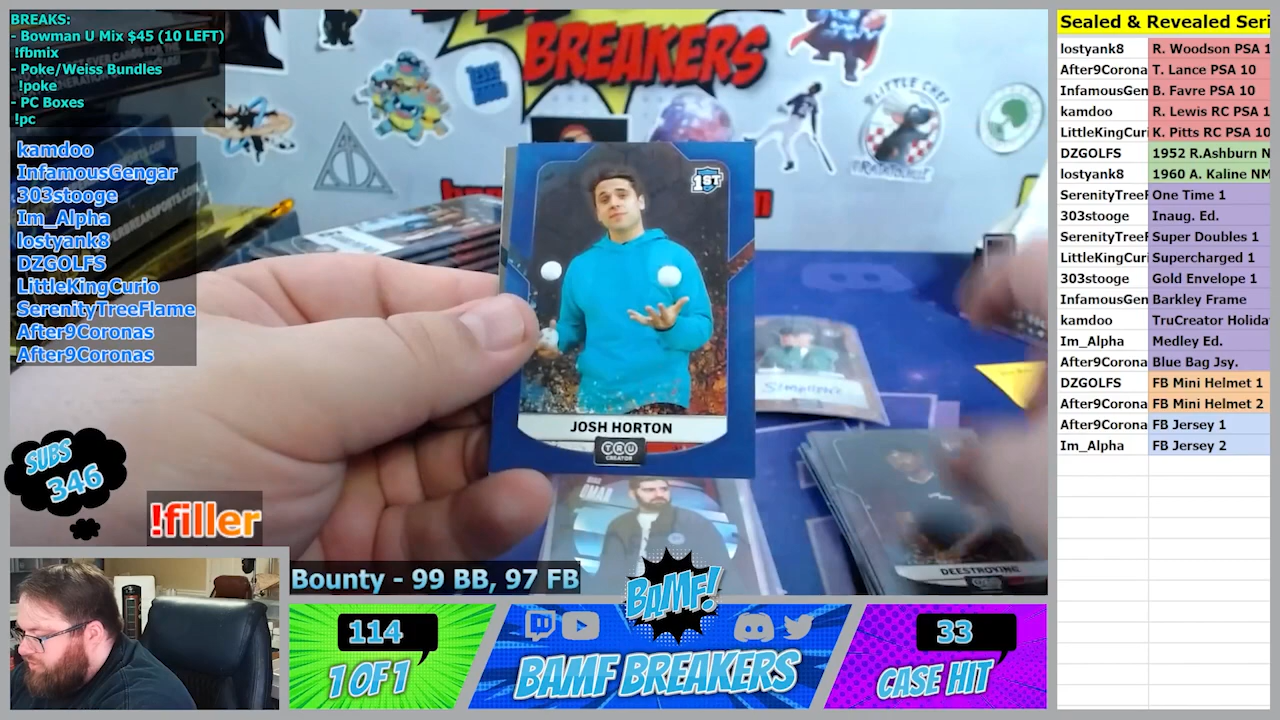 BREAKS:
- Bowman U Mix $45 (10 LEFT)
!fbmix
- Poke/Weiss Bundles
!poke
- PC Boxes
!pc
kamdoo
InfamousGengar
303stooge
Im_Alpha
lostyank8
DZGOLFS
LittleKingCurio
SerenityTreeFlame
After9Coronas
After9Coronas
SUBS
346
!filler
BREAKERS
LITTLE CHEF
1ST
JOSH HORTON
TRU
CREATOR
OMAR
DEESTROYING
Bounty - 99 BB, 97 FB
114
1 OF 1
BAMF!
BAMF BREAKERS
33
CASE HIT
Sealed & Revealed Seri
lostyank8 R. Woodson PSA 1
After9Corona T. Lance PSA 10
InfamousGen B. Favre PSA 10
kamdoo R. Lewis RC PSA 1
LittleKingCuri K. Pitts RC PSA 10
DZGOLFS 1952 R.Ashburn N
lostyank8 1960 A. Kaline NM
SerenityTreeF One Time 1
303stooge Inaug. Ed.
SerenityTreeF Super Doubles 1
LittleKingCuri Supercharged 1
303stooge Gold Envelope 1
InfamousGen Barkley Frame
kamdoo TruCreator Holida
Im_Alpha Medley Ed.
After9Corona Blue Bag Jsy.
DZGOLFS FB Mini Helmet 1
After9Corona FB Mini Helmet 2
After9Corona FB Jersey 1
Im_Alpha FB Jersey 2